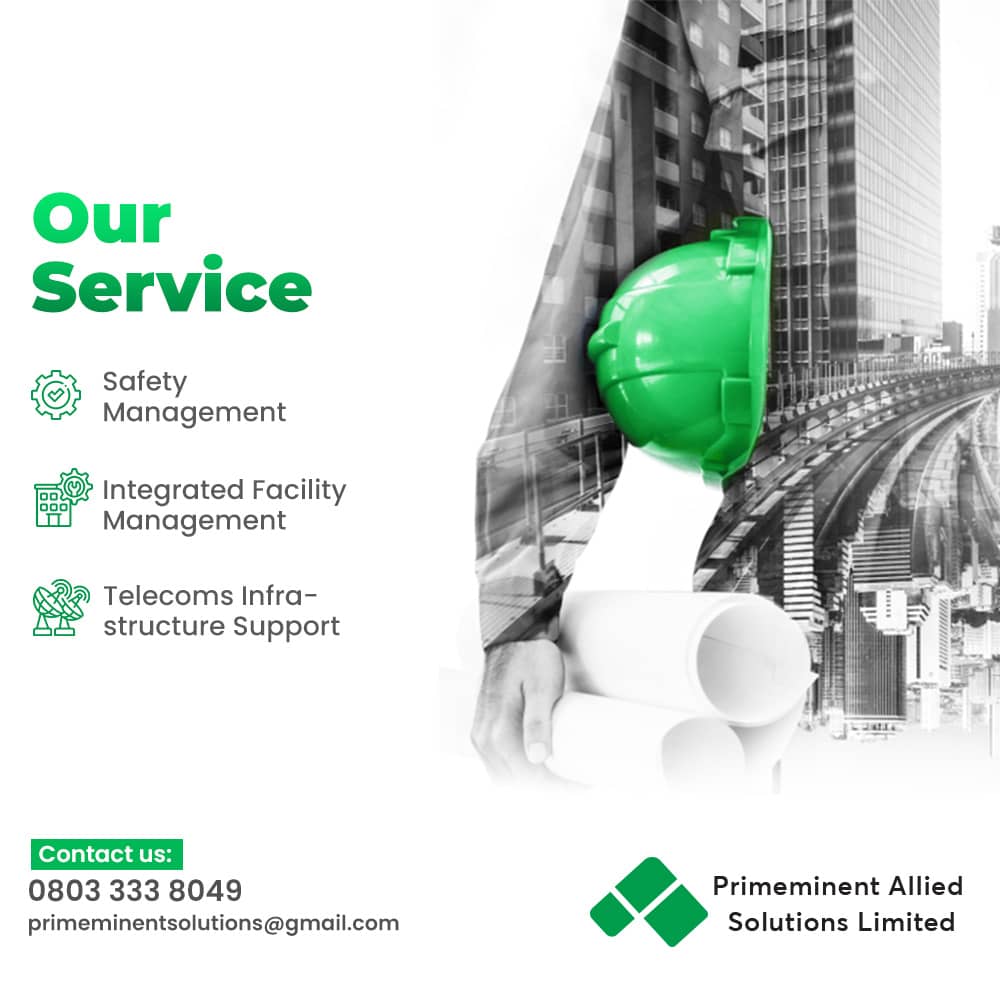 Our
Service
Safety
Management
Integrated Facility
Management
Telecoms Infra-
structure Support
Contact us:
0803 333 8049
primeminentsolutions@gmail.com
Primeminent Allied
Solutions Limited